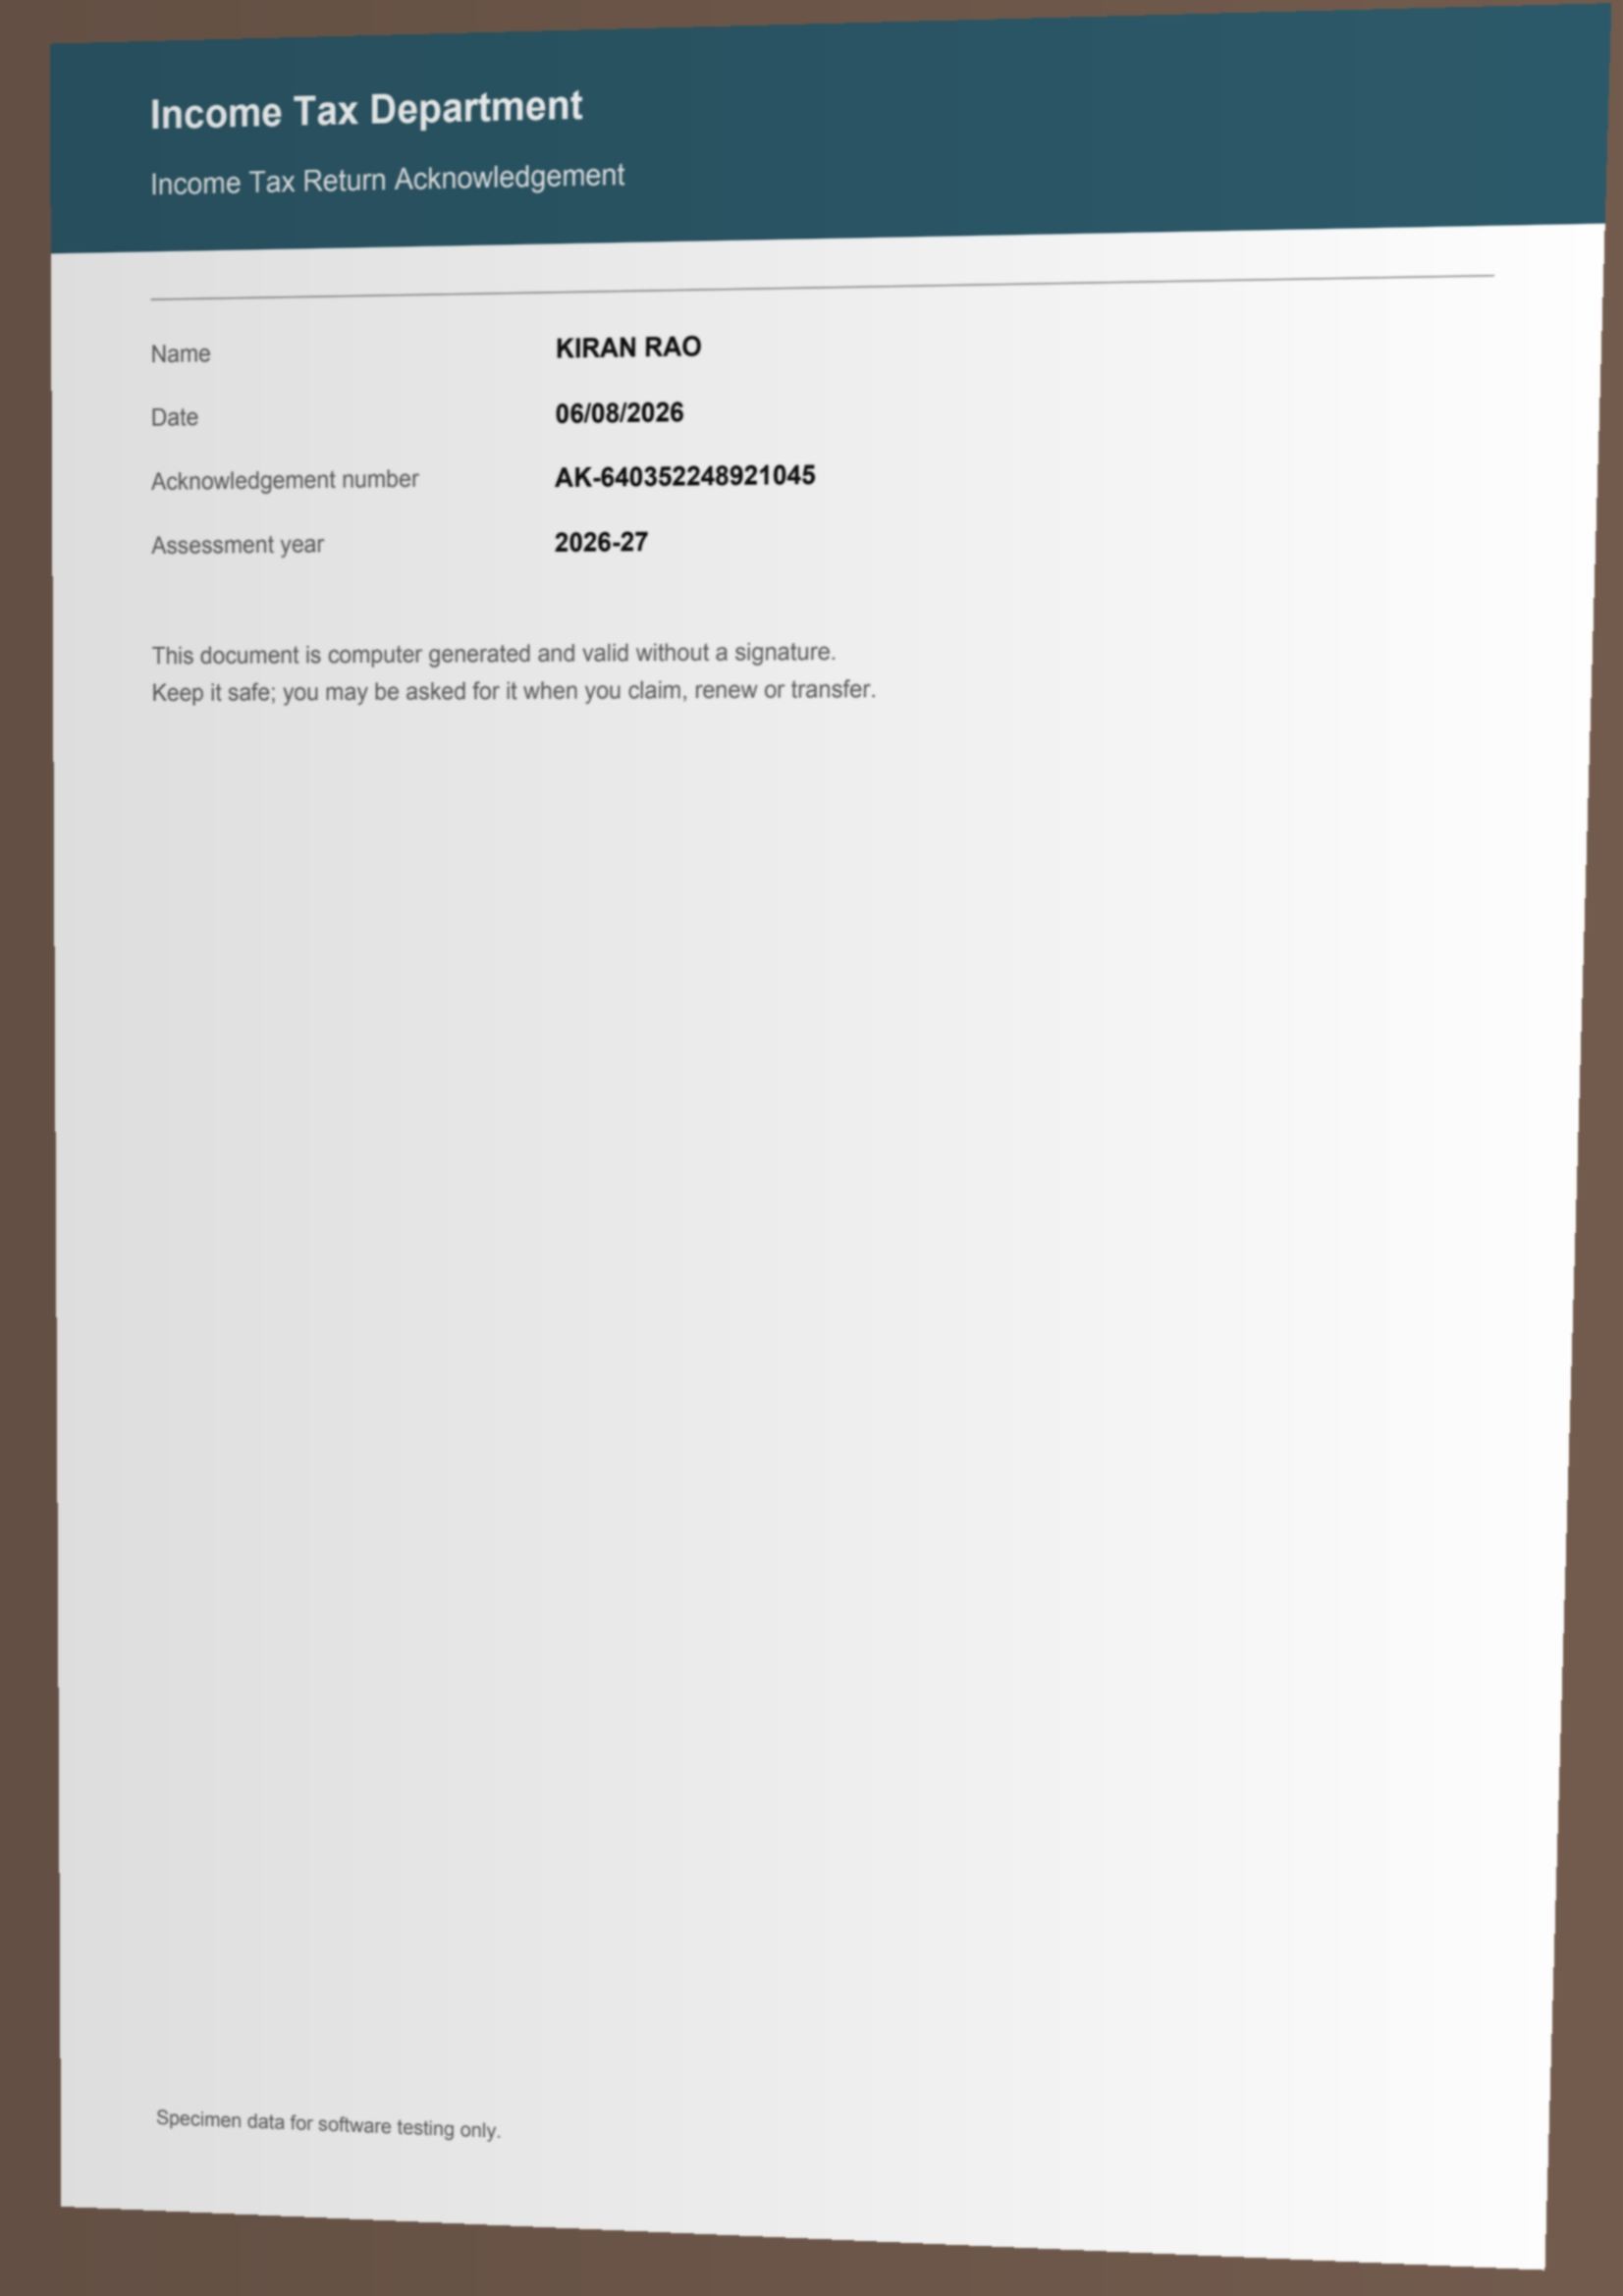 Income Tax Department
Income Tax Return Acknowledgement
Name KIRAN RAO
Date 06/08/2026
Acknowledgement number AK-640352248921045
Assessment year 2026-27
This document is computer generated and valid without a signature.
Keep it safe; you may be asked for it when you claim, renew or transfer.
Specimen data for software testing only.